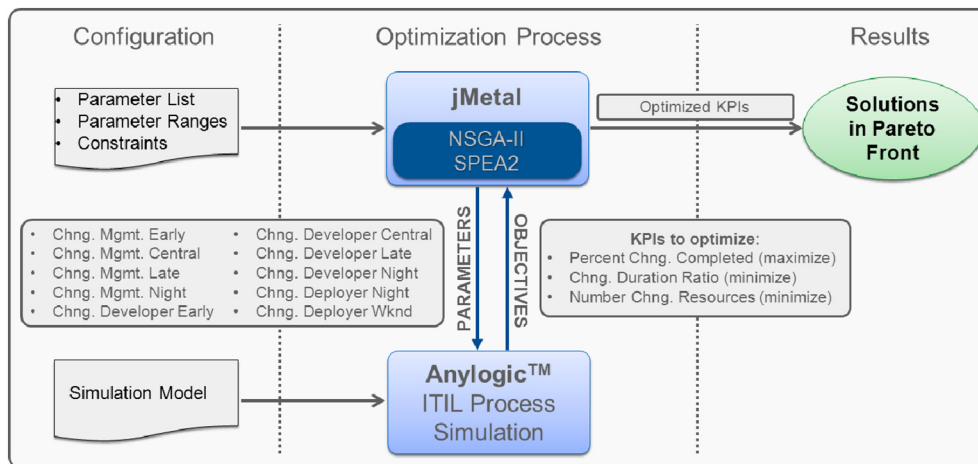 Configuration
Optimization Process
Results
• Parameter List
• Parameter Ranges
• Constraints
jMetal
NSGA-II
SPEA2
Optimized KPIs
Solutions
in Pareto
Front
• Chng. Mgmt. Early
• Chng. Mgmt. Central
• Chng. Mgmt. Late
• Chng. Mgmt. Night
• Chng. Developer Early
• Chng. Developer Central
• Chng. Developer Late
• Chng. Developer Night
• Chng. Deployer Night
• Chng. Deployer Wknd
PARAMETERS
OBJECTIVES
KPIs to optimize:
• Percent Chng. Completed (maximize)
• Chng. Duration Ratio (minimize)
• Number Chng. Resources (minimize)
Simulation Model
Anylogic™
ITIL Process
Simulation